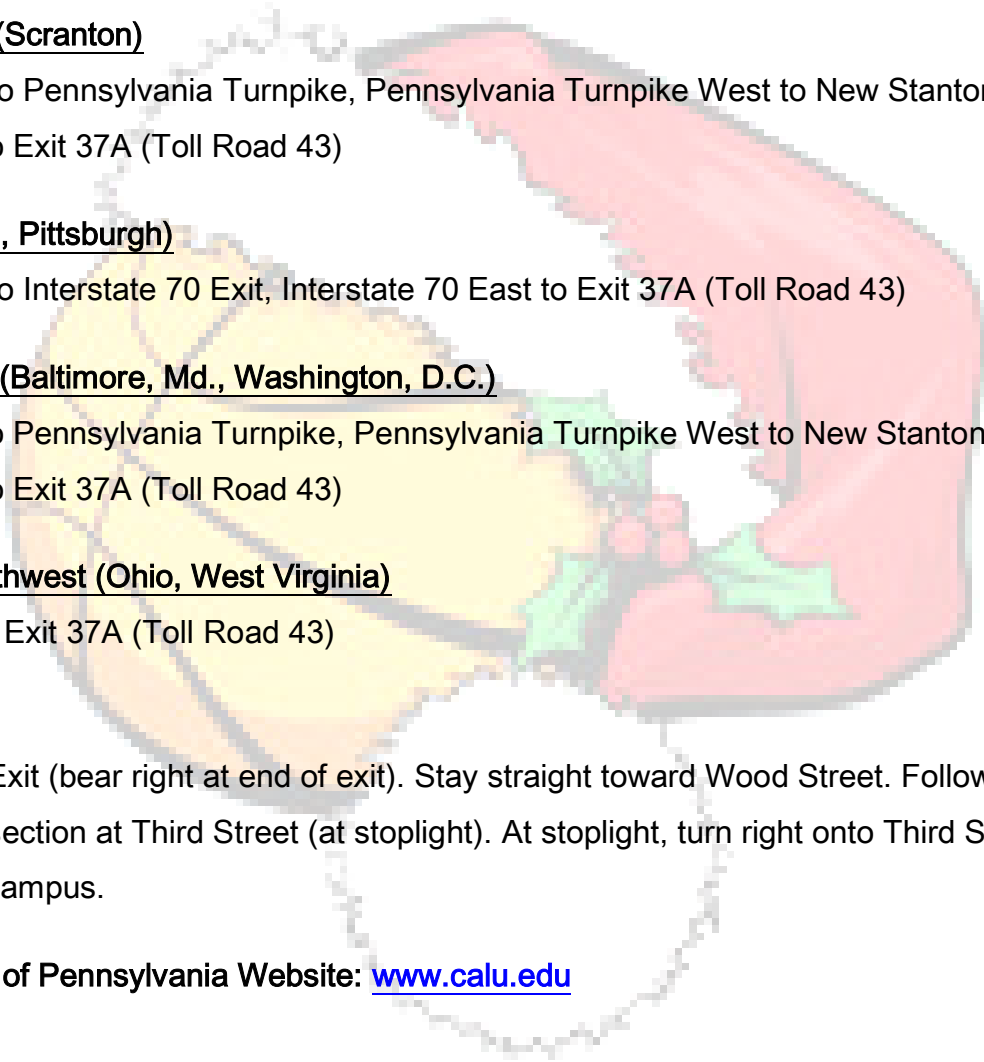 (Scranton)
o Pennsylvania Turnpike, Pennsylvania Turnpike West to New Stanton
o Exit 37A (Toll Road 43)
, Pittsburgh)
o Interstate 70 Exit, Interstate 70 East to Exit 37A (Toll Road 43)
(Baltimore, Md., Washington, D.C.)
o Pennsylvania Turnpike, Pennsylvania Turnpike West to New Stanton
o Exit 37A (Toll Road 43)
thwest (Ohio, West Virginia)
Exit 37A (Toll Road 43)
Exit (bear right at end of exit). Stay straight toward Wood Street. Follow
section at Third Street (at stoplight). At stoplight, turn right onto Third S
ampus.
of Pennsylvania Website: www.calu.edu